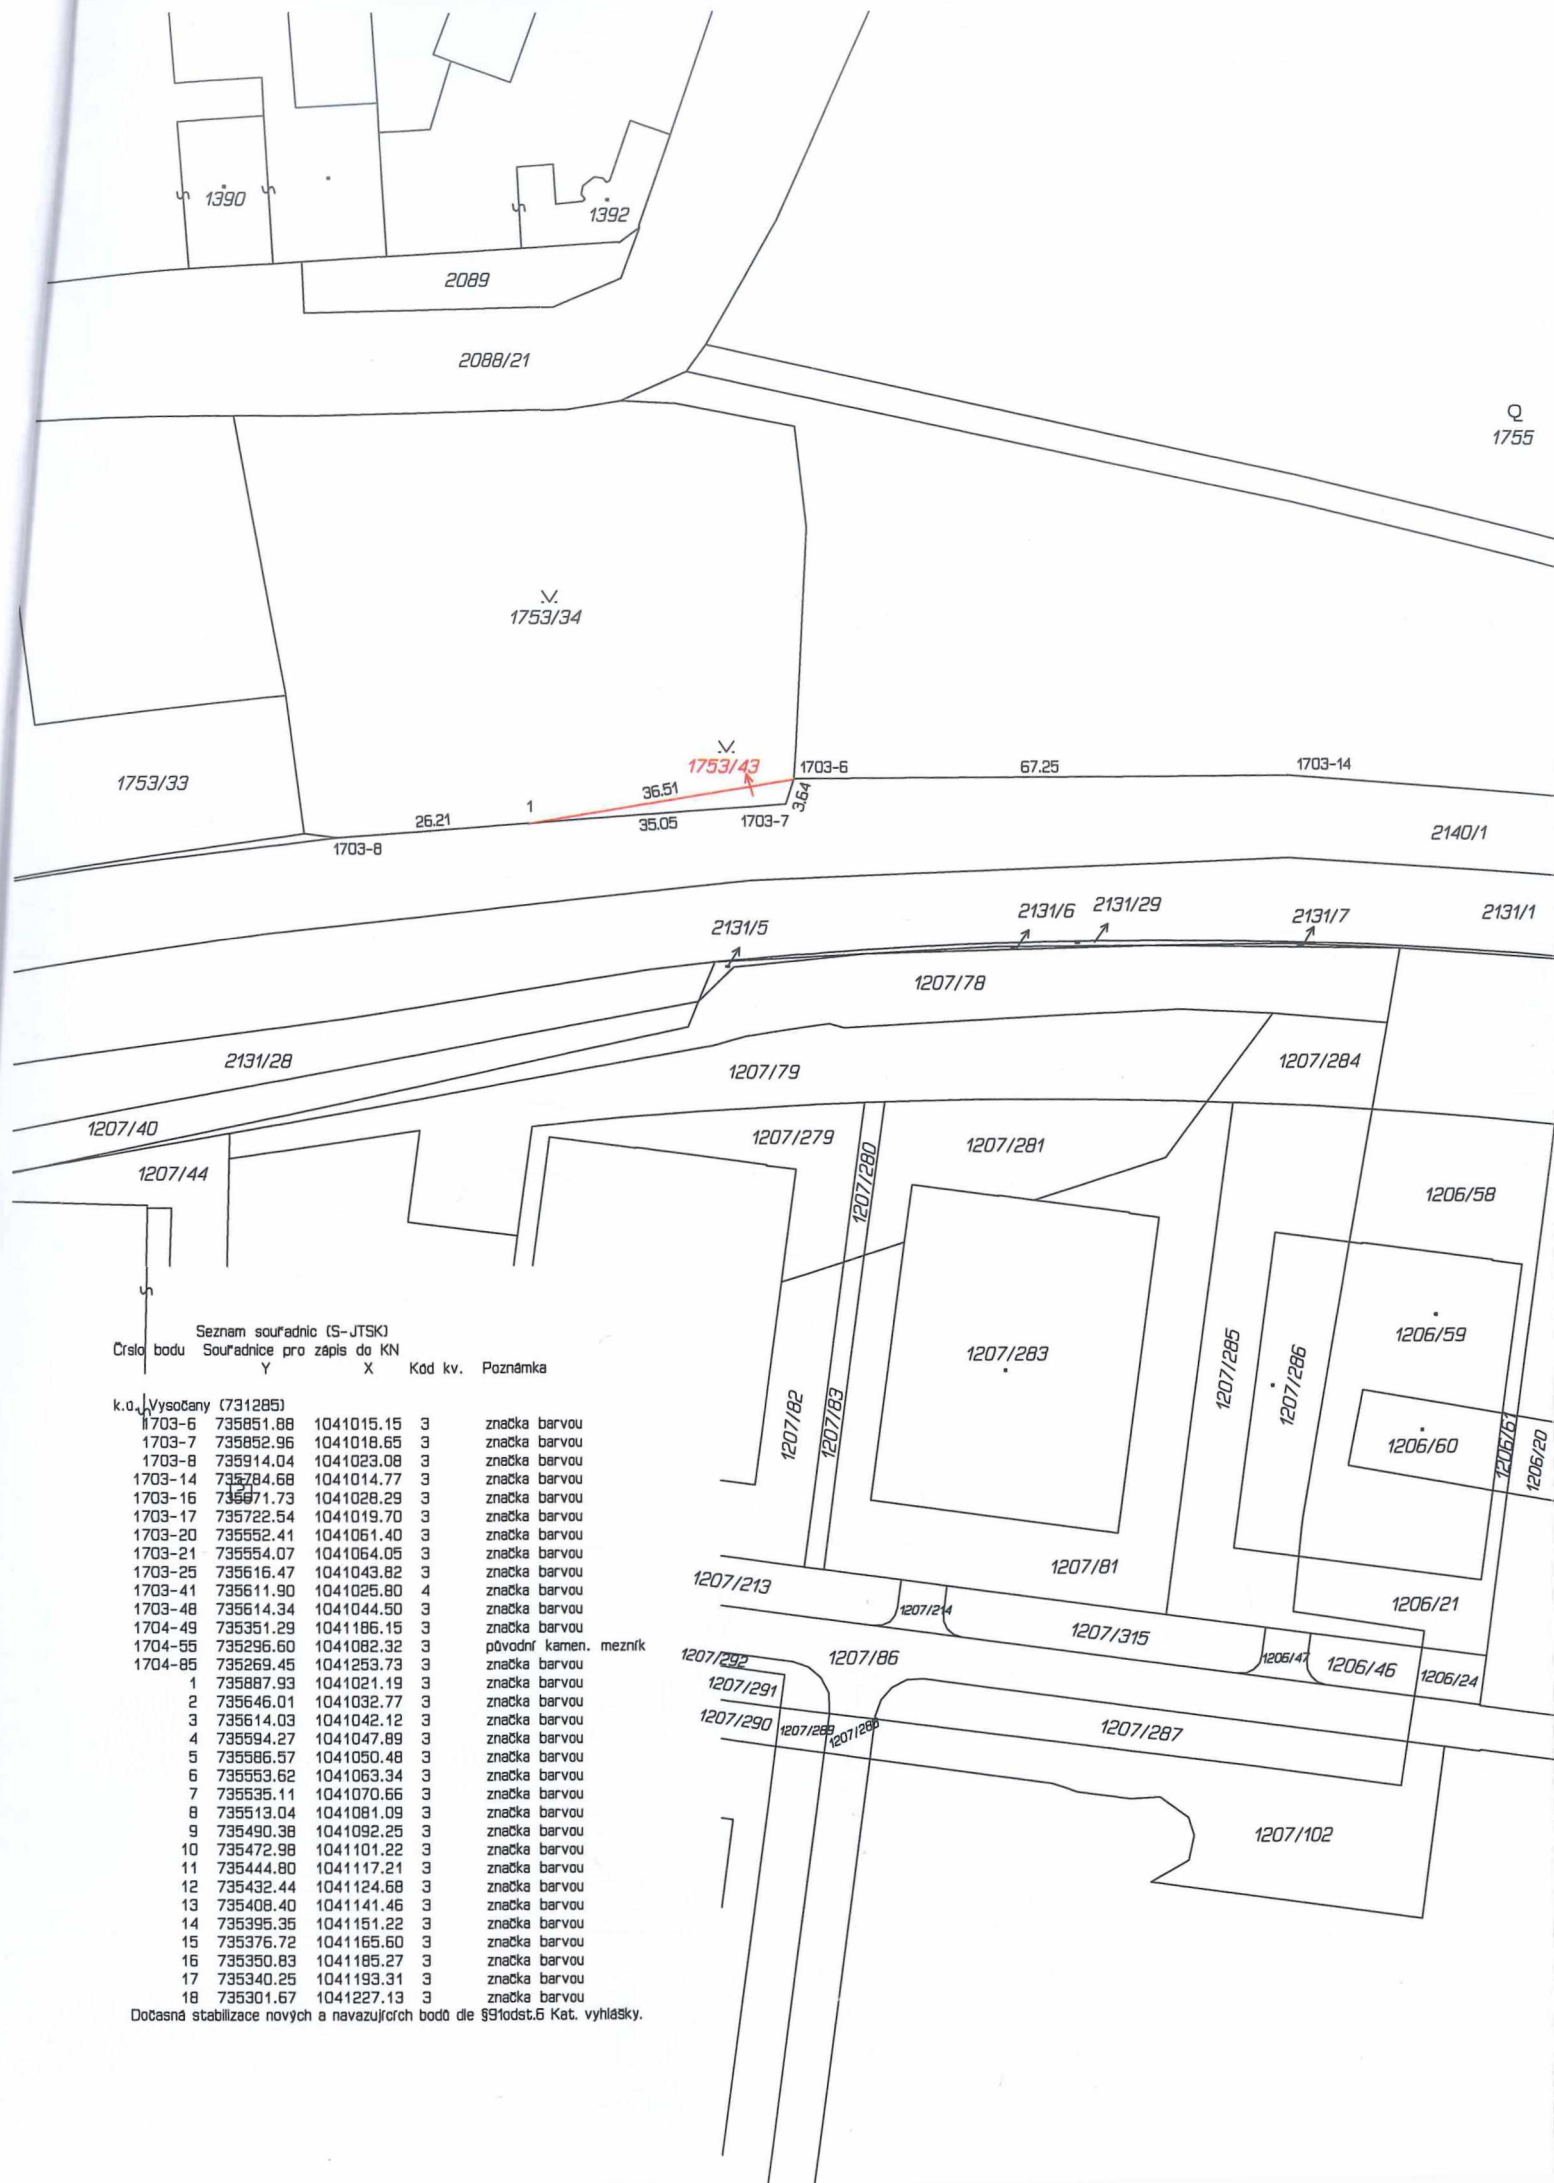 1390
1392
2089
2088/21
Q
1755
V
1753/34
V
1753/43
1753/33
1703-6
67.25
1703-14
36.51
3.64
1
26.21
35.05
1703-7
1703-8
2140/1
2131/5
2131/6
2131/29
2131/7
2131/1
1207/78
2131/28
1207/79
1207/284
1207/40
1207/44
1207/279
1207/280
1207/281
1206/58
1207/283
1207/285
1207/286
1206/59
1207/82
1207/83
1206/60
1206/61
1206/20
1207/81
1207/213
1207/214
1207/315
1206/21
1207/292
1207/86
1206/47
1206/46
1206/24
1207/291
1207/290
1207/289
1207/288
1207/287
1207/102
Seznam souřadnic (S-JTSK)
Číslo bodu Souřadnice pro zápis do KN
Y X Kód kv. Poznámka
k.ú. Vysočany (731285)
1703-6 735851.88 1041015.15 3 značka barvou
1703-7 735852.96 1041018.65 3 značka barvou
1703-8 735914.04 1041023.08 3 značka barvou
1703-14 735784.68 1041014.77 3 značka barvou
1703-16 735671.73 1041028.29 3 značka barvou
1703-17 735722.54 1041019.70 3 značka barvou
1703-20 735552.41 1041061.40 3 značka barvou
1703-21 735554.07 1041064.05 3 značka barvou
1703-25 735616.47 1041043.82 3 značka barvou
1703-41 735611.90 1041025.80 4 značka barvou
1703-48 735614.34 1041044.50 3 značka barvou
1704-49 735351.29 1041186.15 3 značka barvou
1704-55 735296.60 1041082.32 3 původní kamen. mezník
1704-85 735269.45 1041253.73 3 značka barvou
1 735887.93 1041021.19 3 značka barvou
2 735646.01 1041032.77 3 značka barvou
3 735614.03 1041042.12 3 značka barvou
4 735594.27 1041047.89 3 značka barvou
5 735586.57 1041050.48 3 značka barvou
6 735553.62 1041063.34 3 značka barvou
7 735535.11 1041070.66 3 značka barvou
8 735513.04 1041081.09 3 značka barvou
9 735490.38 1041092.25 3 značka barvou
10 735472.98 1041101.22 3 značka barvou
11 735444.80 1041117.21 3 značka barvou
12 735432.44 1041124.68 3 značka barvou
13 735408.40 1041141.46 3 značka barvou
14 735395.35 1041151.22 3 značka barvou
15 735376.72 1041165.60 3 značka barvou
16 735350.83 1041185.27 3 značka barvou
17 735340.25 1041193.31 3 značka barvou
18 735301.67 1041227.13 3 značka barvou
Dočasná stabilizace nových a navazujících bodů dle §91odst.6 Kat. vyhlášky.